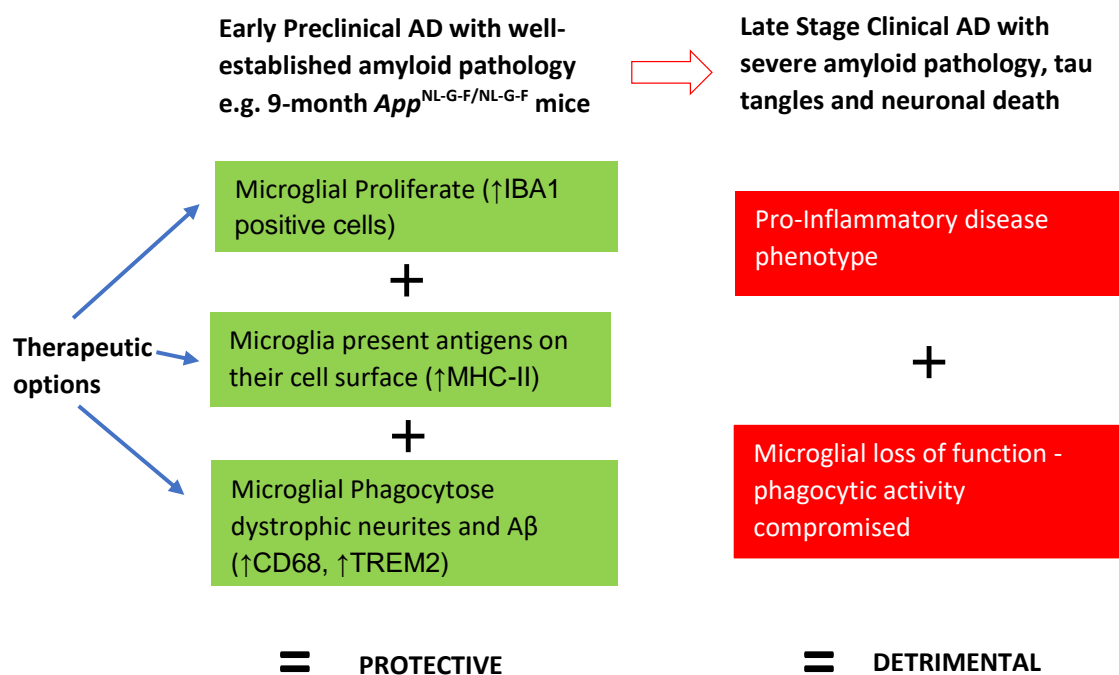 Early Preclinical AD with well-
established amyloid pathology
e.g. 9-month App^NL-G-F/NL-G-F mice
Late Stage Clinical AD with
severe amyloid pathology, tau
tangles and neuronal death
Therapeutic
options
Microglial Proliferate (↑IBA1
positive cells)
+
Microglia present antigens on
their cell surface (↑MHC-II)
+
Microglial Phagocytose
dystrophic neurites and Aβ
(↑CD68, ↑TREM2)
= PROTECTIVE
Pro-Inflammatory disease
phenotype
+
Microglial loss of function -
phagocytic activity
compromised
= DETRIMENTAL